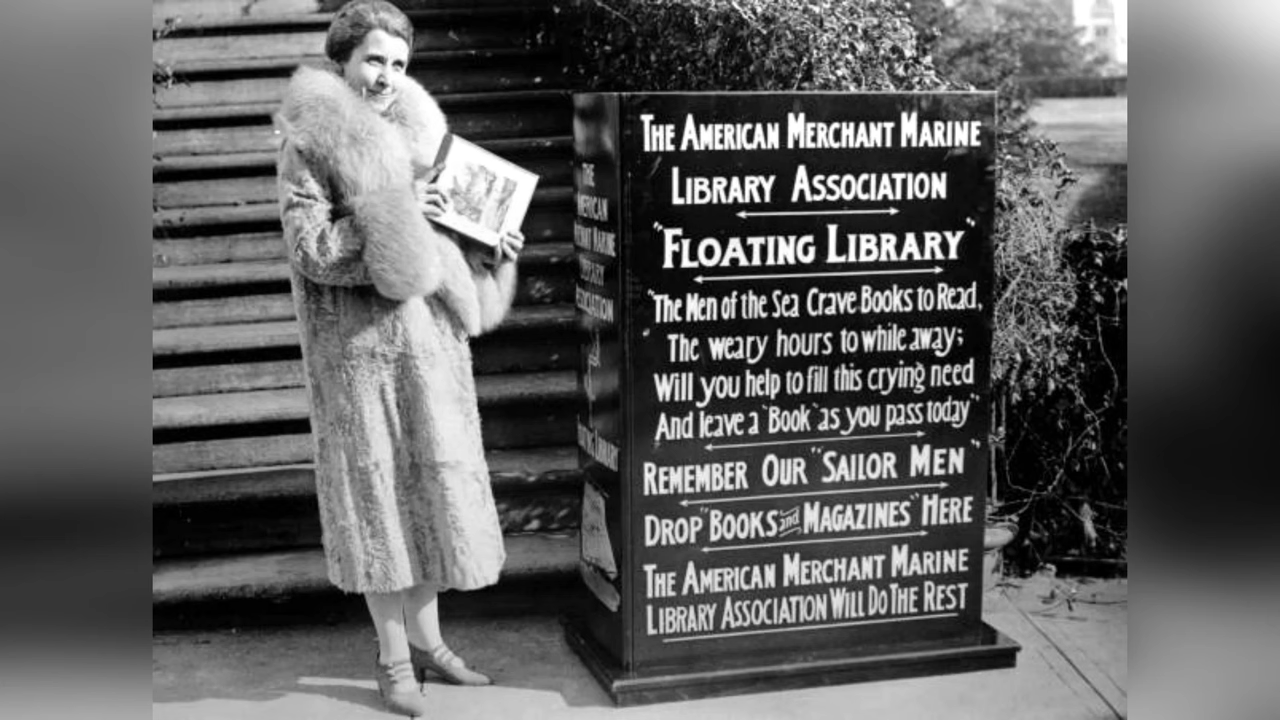 THE AMERICAN MERCHANT MARINE
LIBRARY ASSOCIATION
"FLOATING LIBRARY"
"The Men of the Sea Crave Books to Read,
" The weary hours to while away;
Will you help to fill this crying need
And leave a "Book" as you pass today"
REMEMBER OUR "SAILOR MEN"
DROP "BOOKS and MAGAZINES" HERE
THE AMERICAN MERCHANT MARINE
LIBRARY ASSOCIATION WILL DO THE REST
THE
AMERICAN
MERCHANT MARINE
LIBRARY
ASSOCIATION
FLOATING LIBRARY